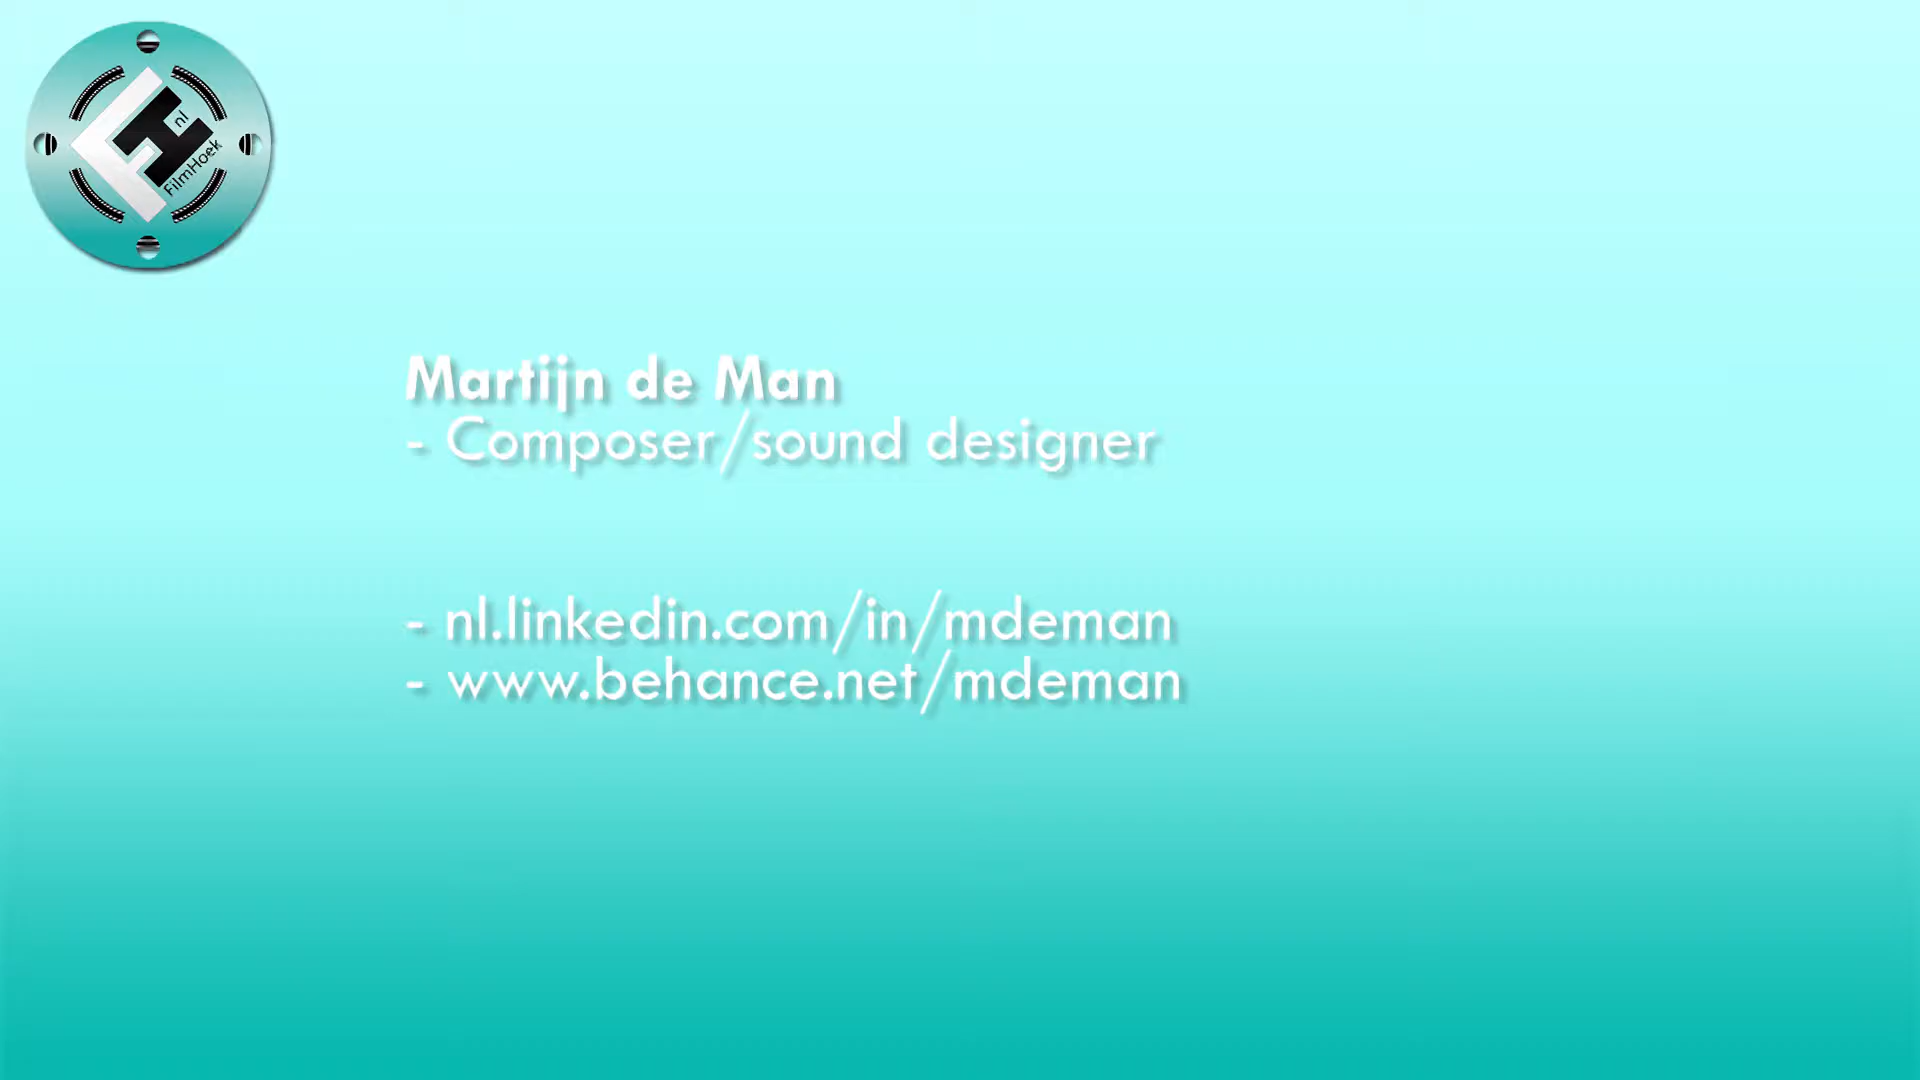 nl
FilmHoek
Martijn de Man
- Composer/sound designer
- nl.linkedin.com/in/mdeman
- www.behance.net/mdeman